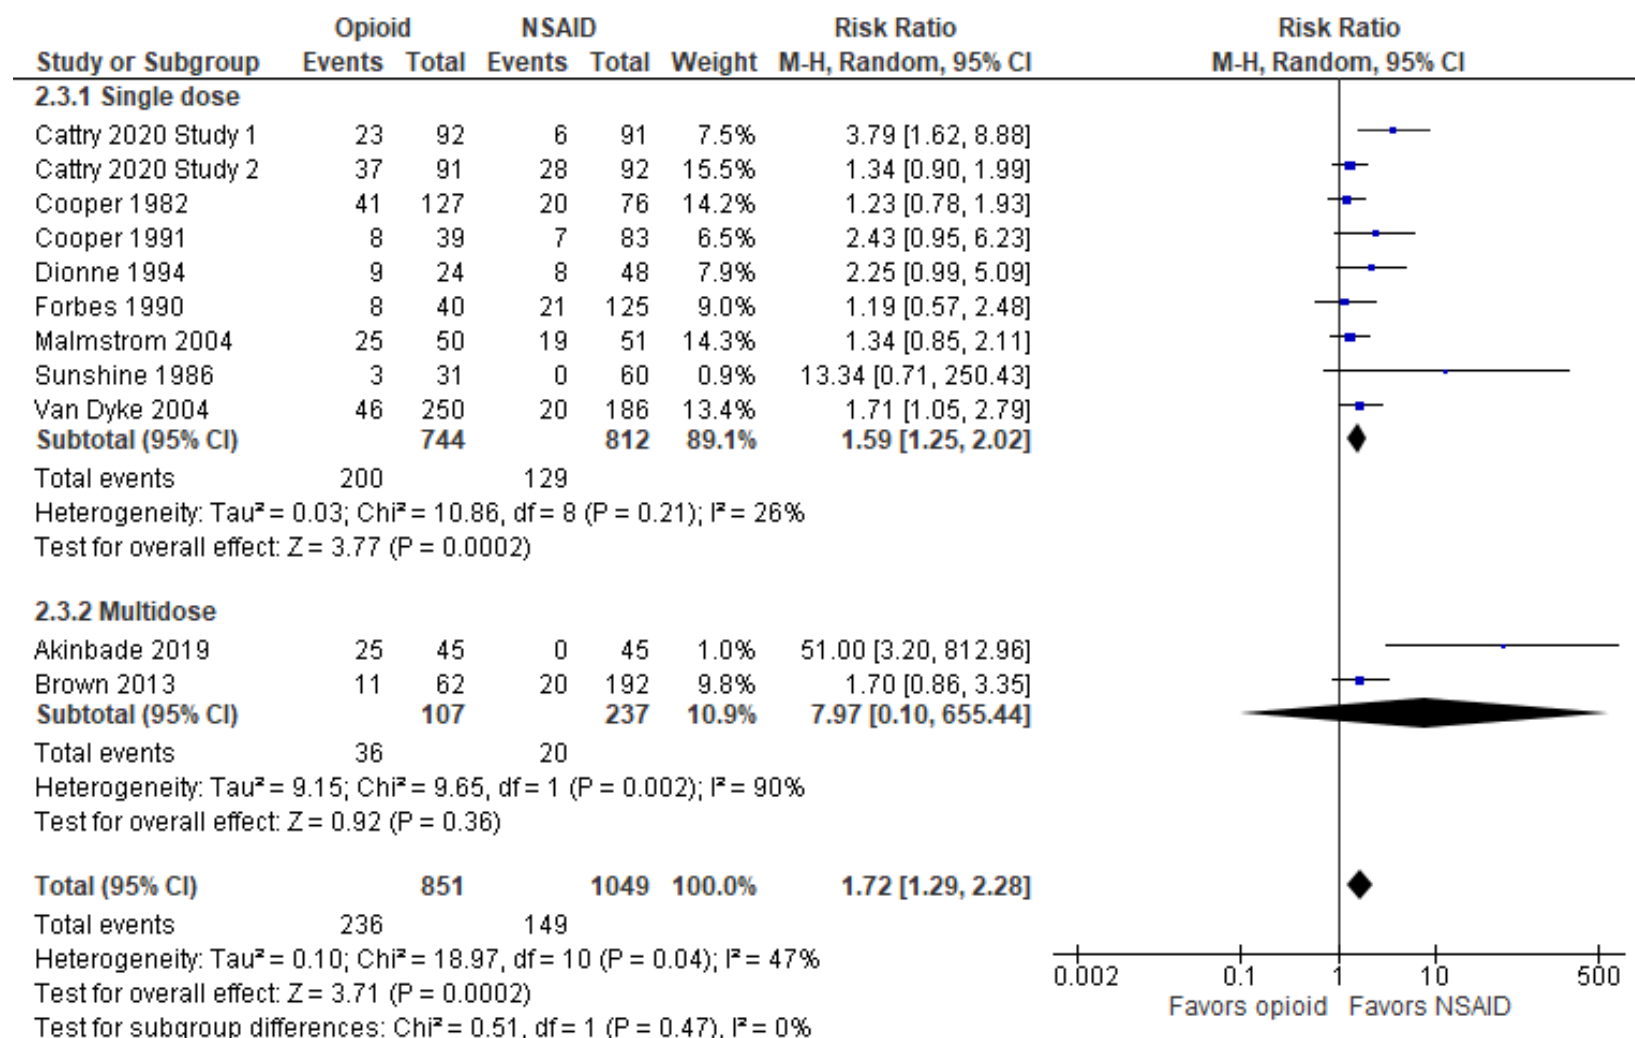 Opioid NSAID Risk Ratio Risk Ratio
Study or Subgroup Events Total Events Total Weight M-H, Random, 95% CI M-H, Random, 95% CI
2.3.1 Single dose
Cattry 2020 Study 1 23 92 6 91 7.5% 3.79 [1.62, 8.88]
Cattry 2020 Study 2 37 91 28 92 15.5% 1.34 [0.90, 1.99]
Cooper 1982 41 127 20 76 14.2% 1.23 [0.78, 1.93]
Cooper 1991 8 39 7 83 6.5% 2.43 [0.95, 6.23]
Dionne 1994 9 24 8 48 7.9% 2.25 [0.99, 5.09]
Forbes 1990 8 40 21 125 9.0% 1.19 [0.57, 2.48]
Malmstrom 2004 25 50 19 51 14.3% 1.34 [0.85, 2.11]
Sunshine 1986 3 31 0 60 0.9% 13.34 [0.71, 250.43]
Van Dyke 2004 46 250 20 186 13.4% 1.71 [1.05, 2.79]
Subtotal (95% CI) 744 812 89.1% 1.59 [1.25, 2.02]
Total events 200 129
Heterogeneity: Tau² = 0.03; Chi² = 10.86, df = 8 (P = 0.21); I² = 26%
Test for overall effect: Z = 3.77 (P = 0.0002)
2.3.2 Multidose
Akinbade 2019 25 45 0 45 1.0% 51.00 [3.20, 812.96]
Brown 2013 11 62 20 192 9.8% 1.70 [0.86, 3.35]
Subtotal (95% CI) 107 237 10.9% 7.97 [0.10, 655.44]
Total events 36 20
Heterogeneity: Tau² = 9.15; Chi² = 9.65, df = 1 (P = 0.002); I² = 90%
Test for overall effect: Z = 0.92 (P = 0.36)
Total (95% CI) 851 1049 100.0% 1.72 [1.29, 2.28]
Total events 236 149
Heterogeneity: Tau² = 0.10; Chi² = 18.97, df = 10 (P = 0.04); I² = 47%
Test for overall effect: Z = 3.71 (P = 0.0002)
Test for subgroup differences: Chi² = 0.51, df = 1 (P = 0.47), I² = 0%
0.002 0.1 1 10 500
Favors opioid Favors NSAID